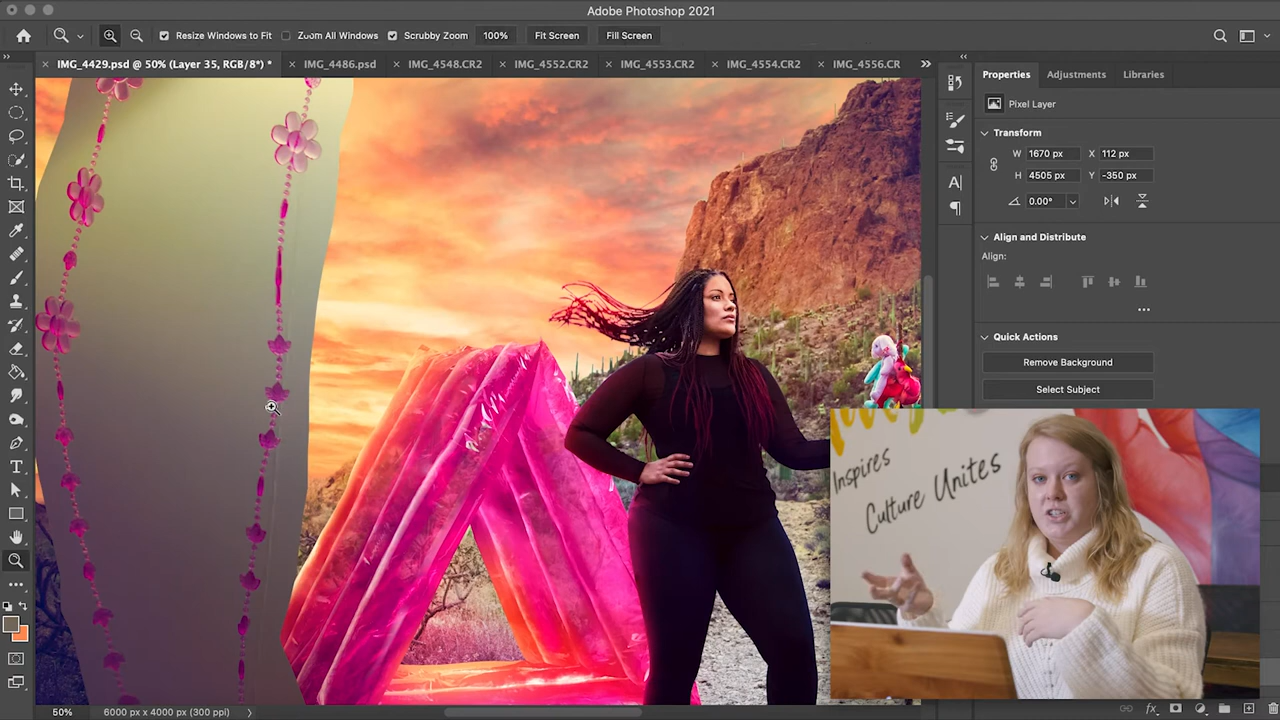 Adobe Photoshop 2021
Resize Windows to Fit Zoom All Windows Scrubby Zoom 100% Fit Screen Fill Screen
IMG_4429.psd @ 50% (Layer 35, RGB/8*) * IMG_4486.psd IMG_4548.CR2 IMG_4552.CR2 IMG_4553.CR2 IMG_4554.CR2 IMG_4556.CR
Properties Adjustments Libraries
Pixel Layer
Transform
W 1670 px X 112 px
H 4505 px Y -350 px
0.00°
Align and Distribute
Align:
Quick Actions
Remove Background
Select Subject
Inspires
Culture Unites
50% 6000 px x 4000 px (300 ppi)